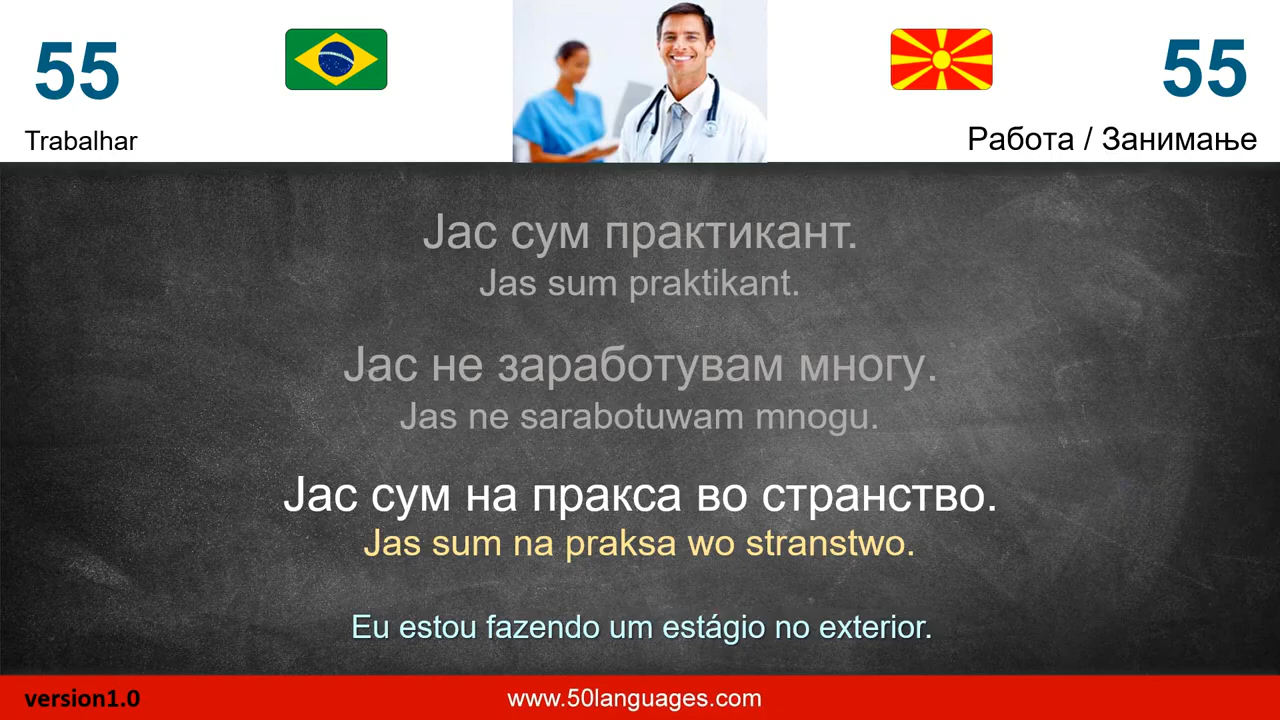 55
55
Trabalhar
Работа / Занимање
Јас сум практикант.
Jas sum praktikant.
Јас не заработувам многу.
Jas ne sarabotuwam mnogu.
Јас сум на пракса во странство.
Jas sum na praksa wo stranstwo.
Eu estou fazendo um estágio no exterior.
version1.0
www.50languages.com